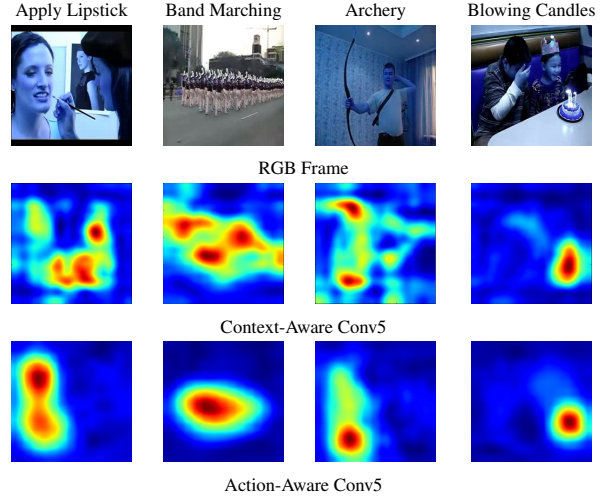 Apply Lipstick Band Marching Archery Blowing Candles
RGB Frame
Context-Aware Conv5
Action-Aware Conv5